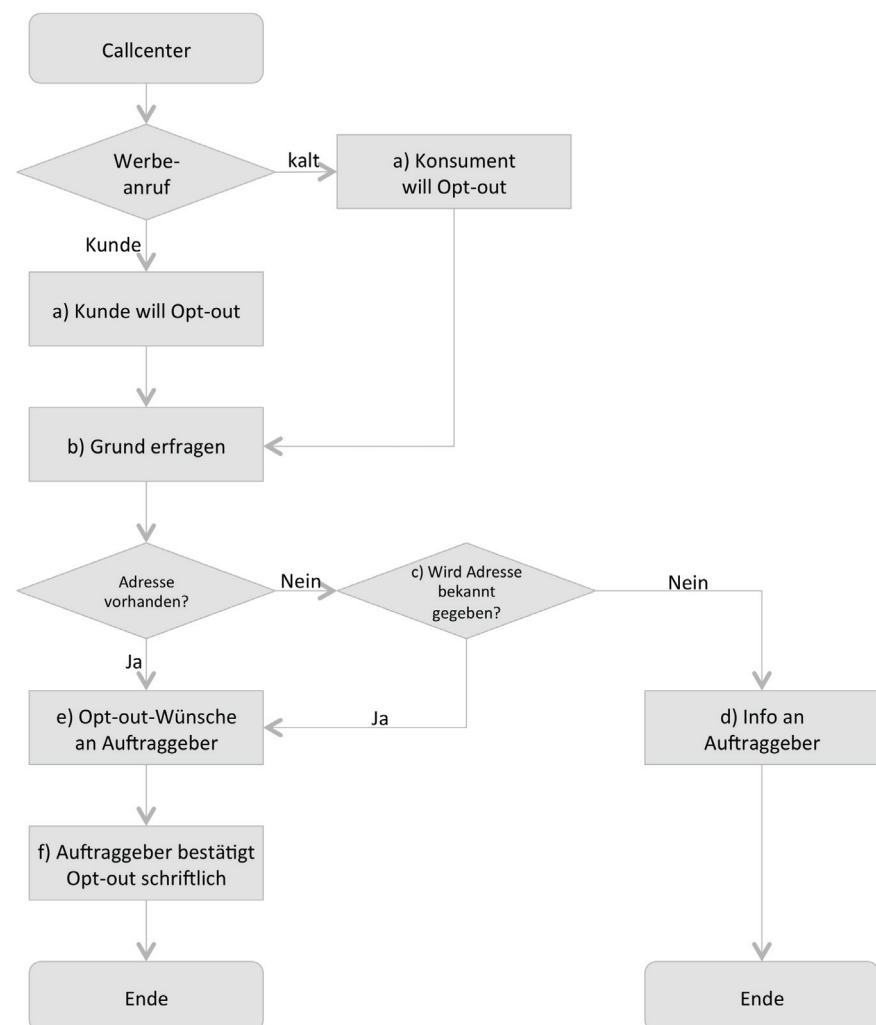 Callcenter
Werbe-
anruf
kalt
a) Konsument
will Opt-out
Kunde
a) Kunde will Opt-out
b) Grund erfragen
Adresse
vorhanden?
Nein
c) Wird Adresse
bekannt
gegeben?
Nein
Ja
e) Opt-out-Wünsche
an Auftraggeber
Ja
d) Info an
Auftraggeber
f) Auftraggeber bestätigt
Opt-out schriftlich
Ende
Ende